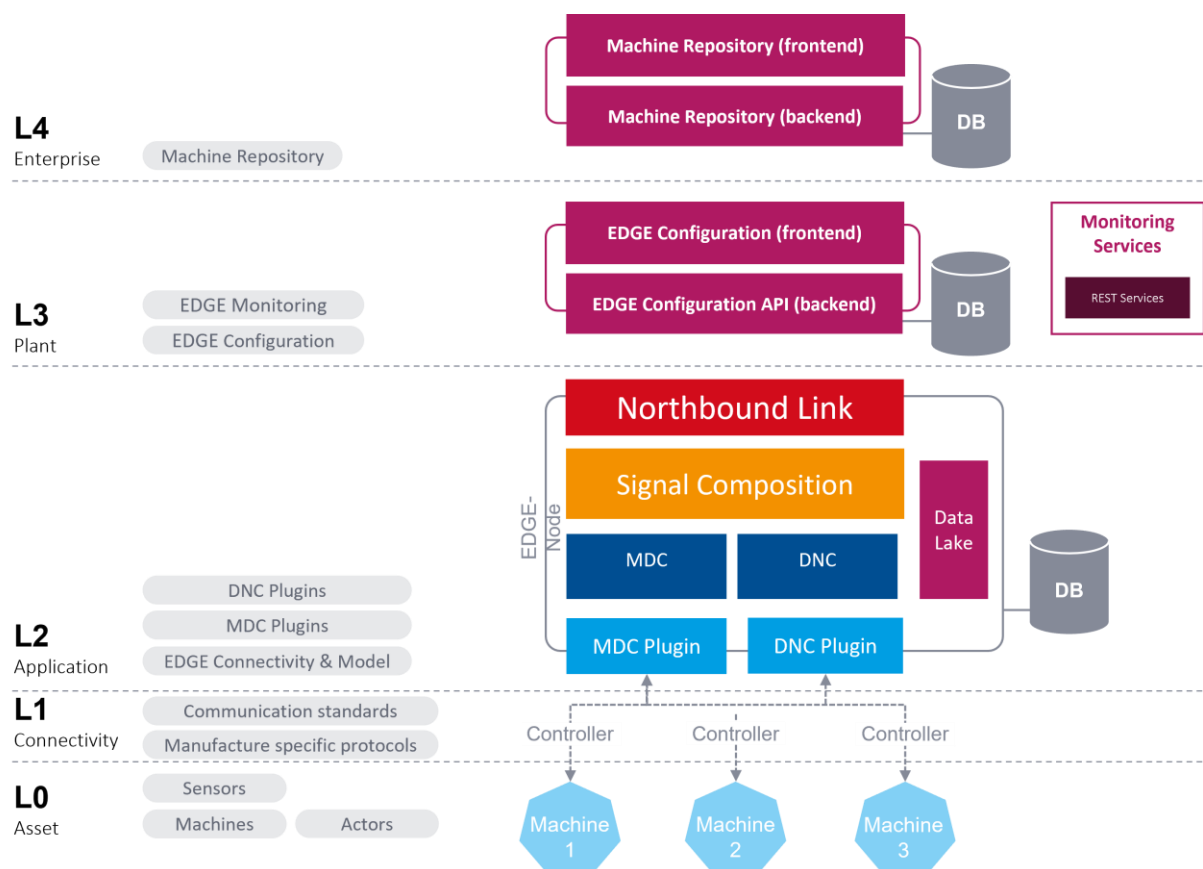 Machine Repository (frontend)
Machine Repository (backend)
DB
L4
Enterprise
Machine Repository
EDGE Configuration (frontend)
EDGE Configuration API (backend)
DB
Monitoring
Services
REST Services
L3
Plant
EDGE Monitoring
EDGE Configuration
Northbound Link
Signal Composition
EDGE-
Node
MDC
DNC
Data
Lake
DB
MDC Plugin
DNC Plugin
L2
Application
DNC Plugins
MDC Plugins
EDGE Connectivity & Model
L1
Connectivity
Communication standards
Manufacture specific protocols
Controller
Controller
Controller
L0
Asset
Sensors
Machines
Actors
Machine
1
Machine
2
Machine
3